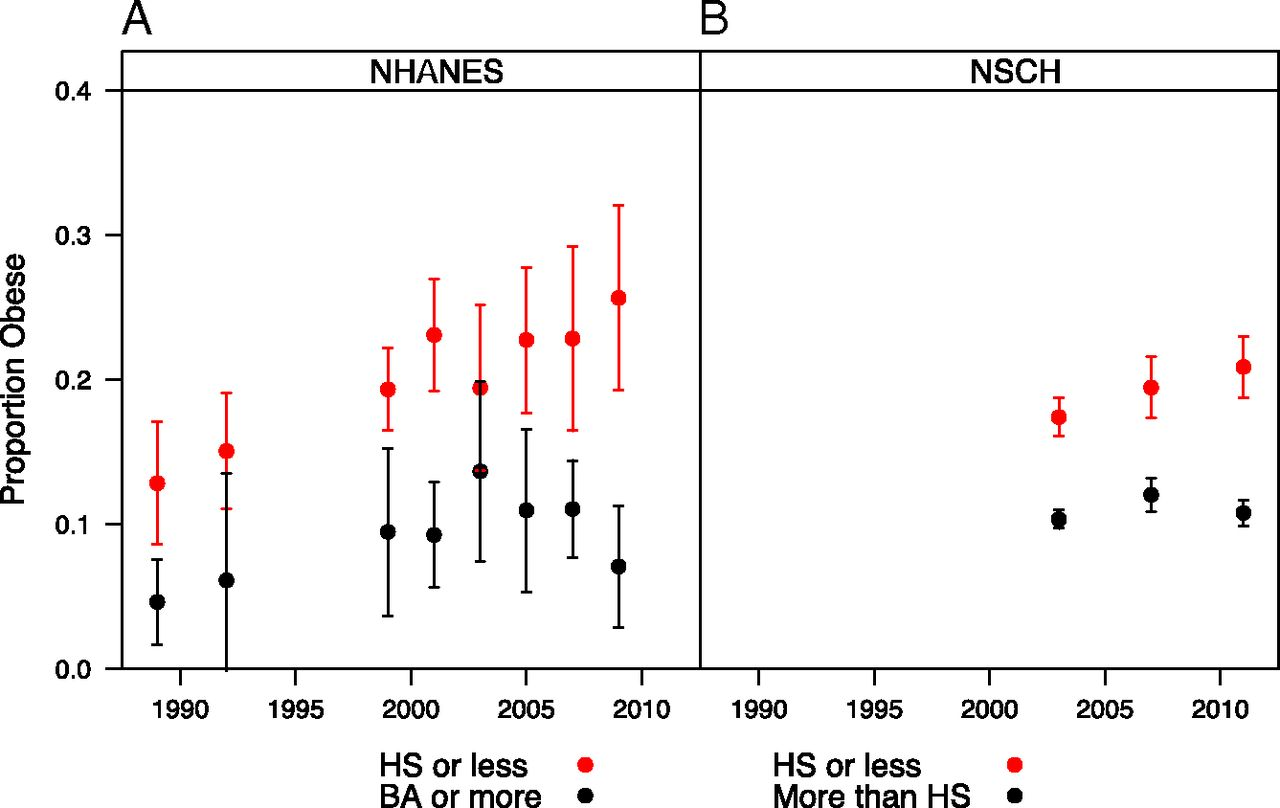 A B
NHANES NSCH
0.4
0.3
0.2
0.1
0.0
Proportion Obese
1990 1995 2000 2005 2010 1990 1995 2000 2005 2010
HS or less HS or less
BA or more More than HS